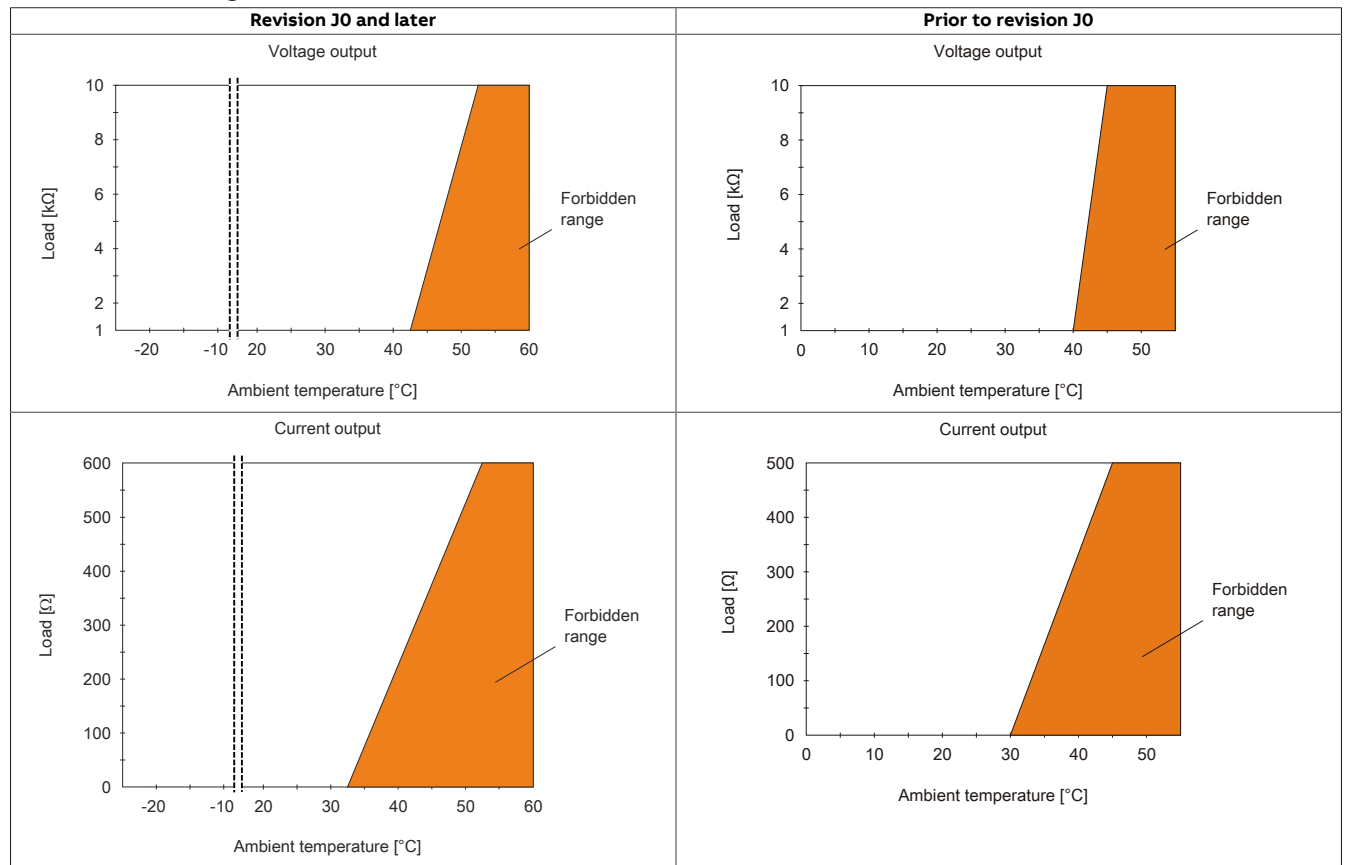 Revision J0 and later
Prior to revision J0
Voltage output
10
8
6
4
2
1
Load [kΩ]
-20 -10 20 30 40 50 60
Ambient temperature [°C]
Forbidden
range
Voltage output
10
8
6
4
2
1
Load [kΩ]
0 10 20 30 40 50
Ambient temperature [°C]
Forbidden
range
Current output
600
500
400
300
200
100
0
Load [Ω]
-20 -10 20 30 40 50 60
Ambient temperature [°C]
Forbidden
range
Current output
500
400
300
200
100
0
Load [Ω]
0 10 20 30 40 50
Ambient temperature [°C]
Forbidden
range